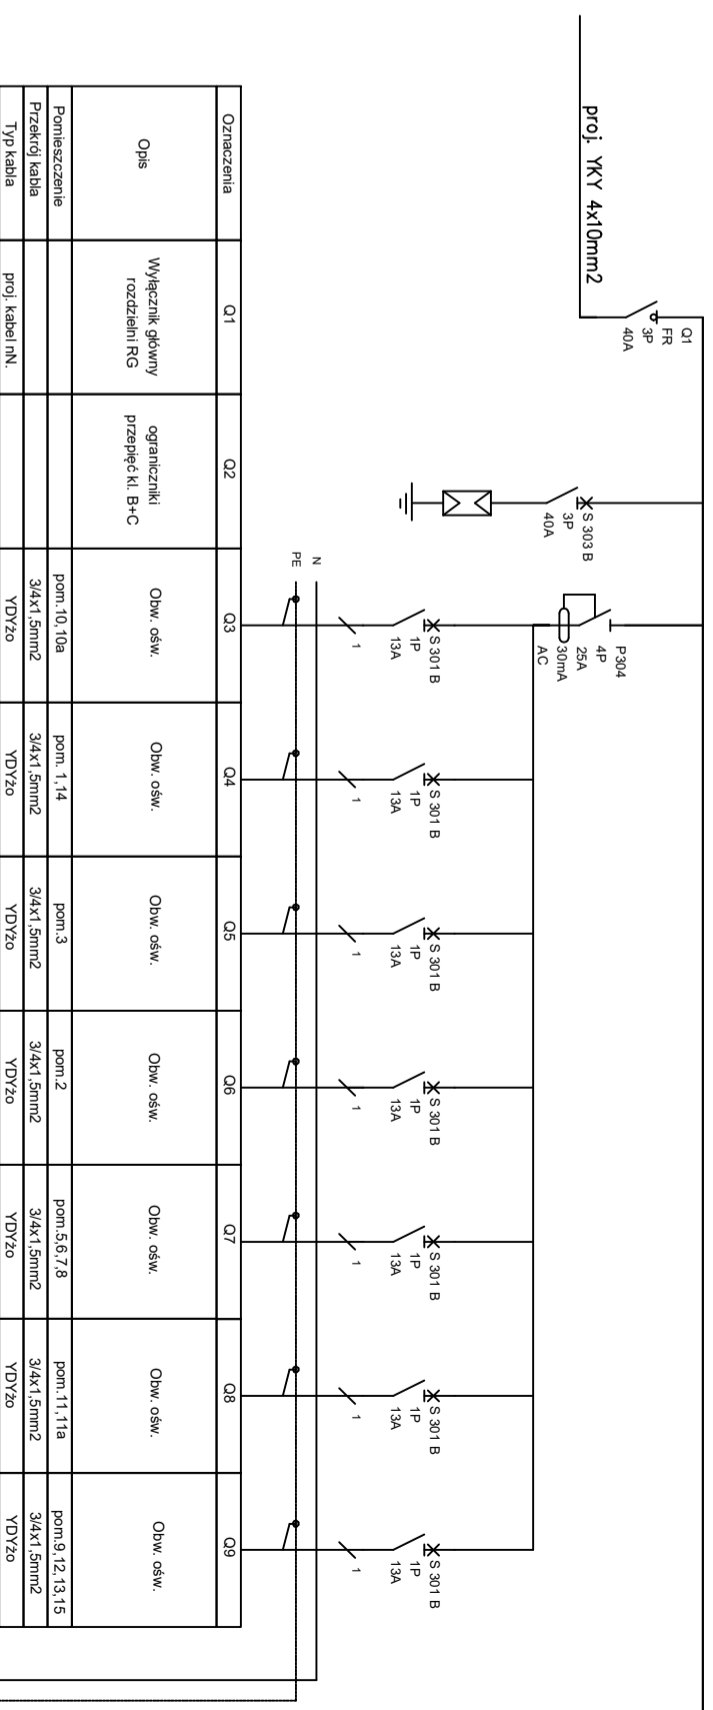 proj. YKY 4x10mm2
Q1
FR
3P
40A
S 303 B
3P
40A
P304
4P
25A
30mA
AC
S 301 B
1P
13A
1
S 301 B
1P
13A
1
S 301 B
1P
13A
1
S 301 B
1P
13A
1
S 301 B
1P
13A
1
S 301 B
1P
13A
1
S 301 B
1P
13A
1
N
PE
Oznaczenia Q1 Q2 Q3 Q4 Q5 Q6 Q7 Q8 Q9
Opis
Wyłącznik główny
rozdzielni RG
ograniczniki
przepięć kl. B+C
Obw. ośw. Obw. ośw. Obw. ośw. Obw. ośw. Obw. ośw. Obw. ośw. Obw. ośw.
Pomieszczenie pom.10,10a pom. 1,14 pom.3 pom.2 pom.5,6,7,8 pom.11,11a pom.9,12,13,15
Przekrój kabla 3/4x1,5mm2 3/4x1,5mm2 3/4x1,5mm2 3/4x1,5mm2 3/4x1,5mm2 3/4x1,5mm2 3/4x1,5mm2
Typ kabla proj. kabel nN. YDYżo YDYżo YDYżo YDYżo YDYżo YDYżo YDYżo